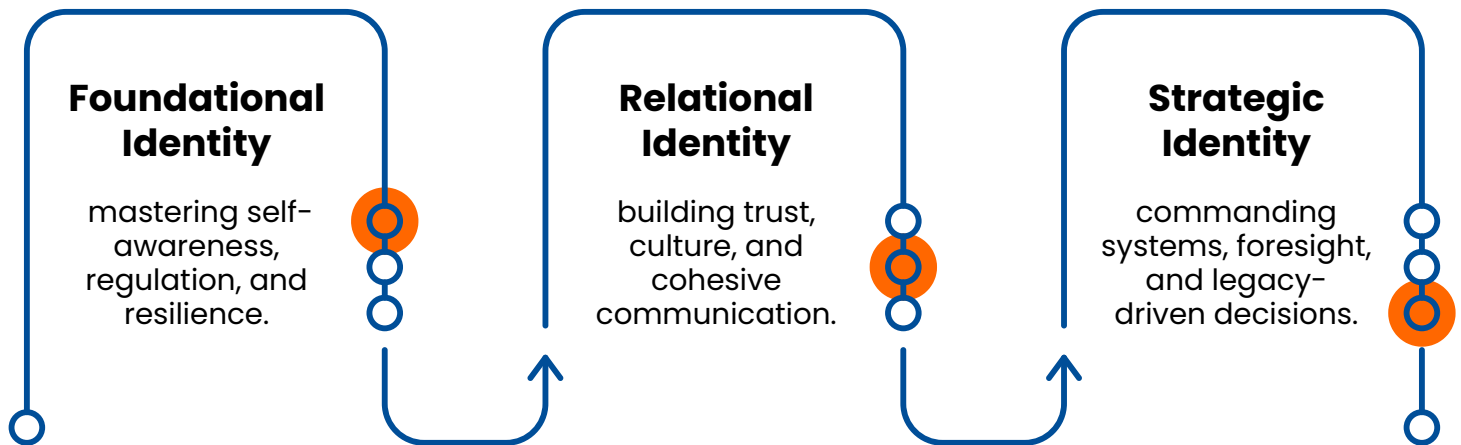 Foundational
Identity
mastering self-
awareness,
regulation, and
resilience.
Relational
Identity
building trust,
culture, and
cohesive
communication.
Strategic
Identity
commanding
systems, foresight,
and legacy-
driven decisions.